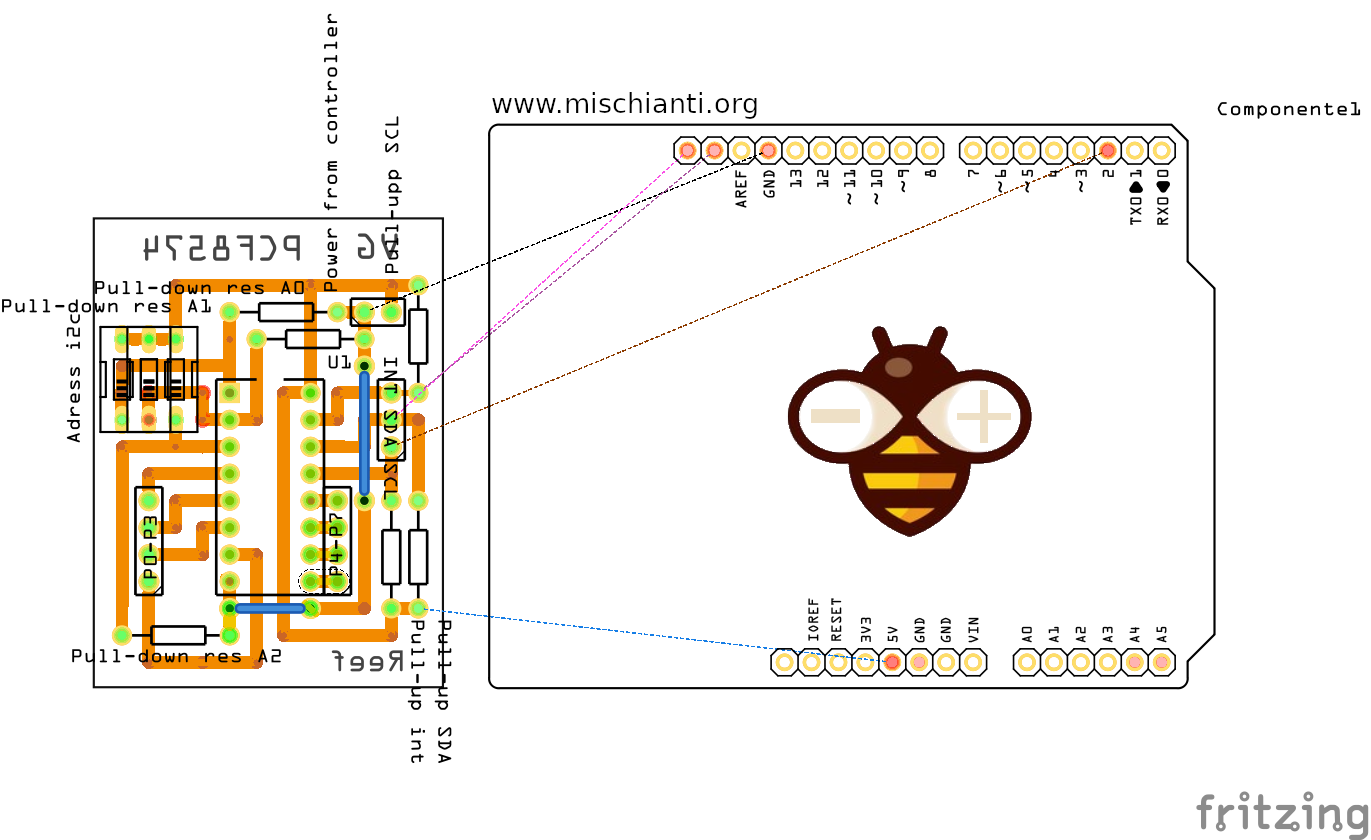 Power from controller
www.mischianti.org
Componente1
Pull-upp SCL
AREF
GND
13
12
~11
~10
~9
8
7
~6
~5
4
~3
2
TX0▶1
RX0◀0
PCF8574
VG
Pull-down res A0
Pull-down res A1
Adress i2c
U1
INT SDA SCL
P0-P3
P4-P7
Pull-down res A2
Reef
Pull-up int
Pull-up SDA
IOREF
RESET
3V3
5V
GND
GND
VIN
A0
A1
A2
A3
A4
A5
fritzing